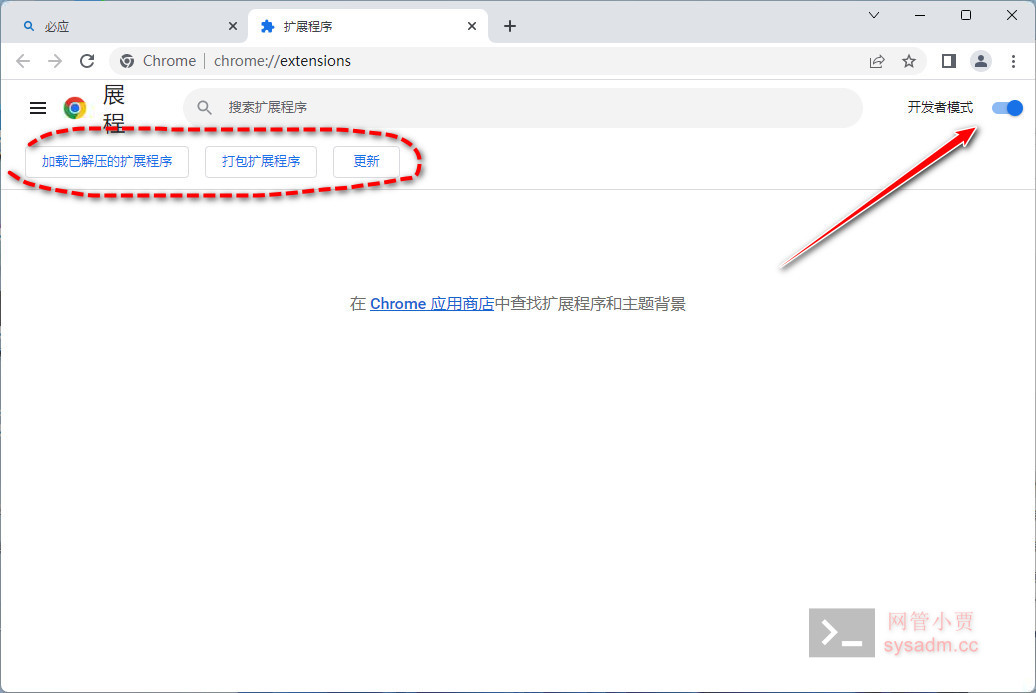 必应
扩展程序
Chrome | chrome://extensions
展
程
搜索扩展程序
开发者模式
加载已解压的扩展程序
打包扩展程序
更新
在 Chrome 应用商店中查找扩展程序和主题背景
网管小贾
sysadm.cc